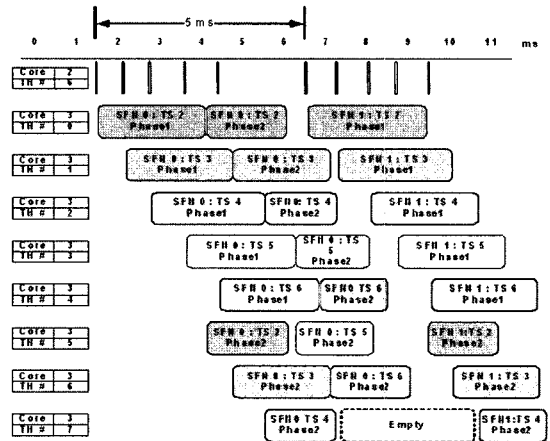 5 ms
0 1 2 3 4 5 6 7 8 9 10 11 ms
Core 2
TH # 6
Core 3
TH # 0
SFN 0 : TS 2 Phase1
SFN 0 : TS 2 Phase2
SFN 1 : TS 2 Phase1
Core 3
TH # 1
SFN 0 : TS 3 Phase1
SFN 0 : TS 3 Phase2
SFN 1 : TS 3 Phase1
Core 3
TH # 2
SFN 0 : TS 4 Phase1
SFN 0: TS 4 Phase2
SFN 1 : TS 4 Phase1
Core 3
TH # 3
SFN 0 : TS 5 Phase1
SFN 0 : TS 5 Phase2
SFN 1 : TS 5 Phase1
Core 3
TH # 4
SFN 0 : TS 6 Phase1
SFN0 TS 6 Phase2
SFN 1 : TS 6 Phase1
Core 3
TH # 5
SFN 0 : TS 2 Phase2
SFN 0 : TS 5 Phase2
SFN 1: TS 2 Phase2
Core 3
TH # 6
SFN 0 : TS 3 Phase2
SFN 0 : TS 6 Phase2
SFN 1 : TS 3 Phase2
Core 3
TH # 7
SFN0 TS 4 Phase2
Empty
SFN1: TS 4 Phase2